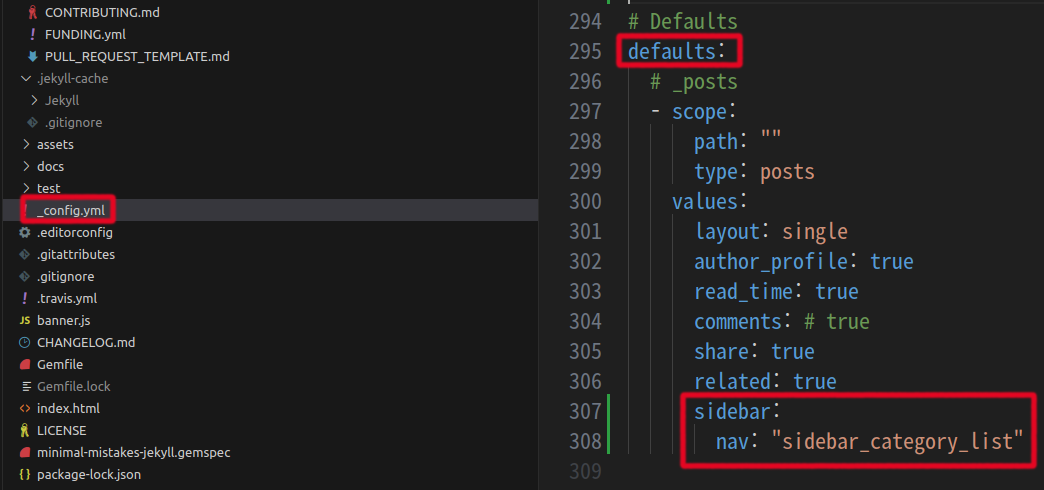 CONTRIBUTING.md
! FUNDING.yml
PULL_REQUEST_TEMPLATE.md
.jekyll-cache
Jekyll
.gitignore
assets
docs
test
_config.yml
.editorconfig
.gitattributes
.gitignore
! .travis.yml
JS banner.js
CHANGELOG.md
Gemfile
Gemfile.lock
<> index.html
LICENSE
minimal-mistakes-jekyll.gemspec
{} package-lock.json
294 # Defaults
295 defaults:
296 # _posts
297 - scope:
298 path: ""
299 type: posts
300 values:
301 layout: single
302 author_profile: true
303 read_time: true
304 comments: # true
305 share: true
306 related: true
307 sidebar:
308 nav: "sidebar_category_list"
309